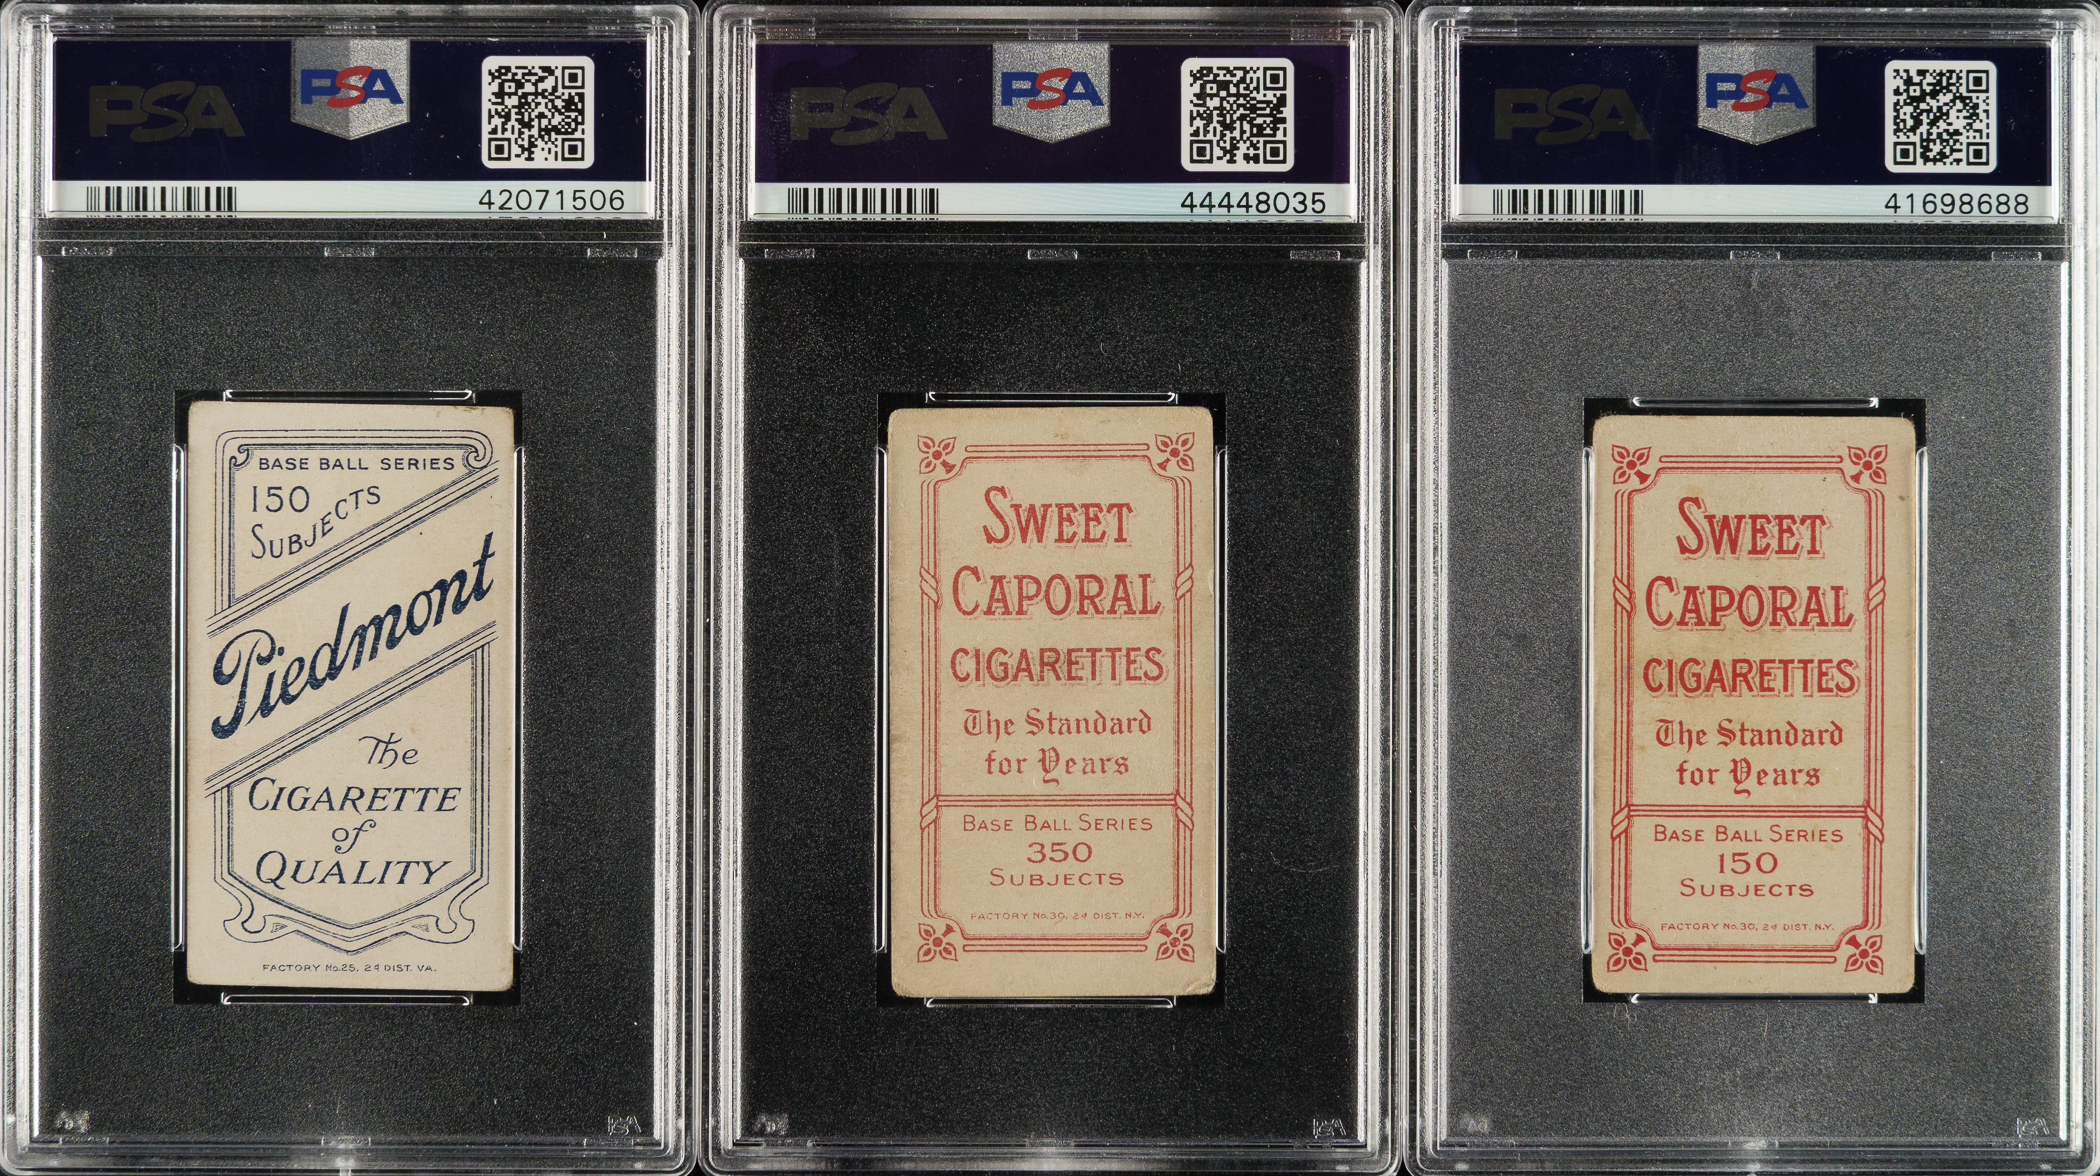 PSA
PSA
42071506
BASE BALL SERIES
150
SUBJECTS
Piedmont
The
CIGARETTE
of
QUALITY
FACTORY No.25, 2d DIST. VA.
PSA
PSA
PSA
44448035
SWEET
CAPORAL
CIGARETTES
The Standard
for Years
BASE BALL SERIES
350
SUBJECTS
FACTORY No.30, 2d DIST. N.Y.
PSA
PSA
PSA
41698688
SWEET
CAPORAL
CIGARETTES
The Standard
for Years
BASE BALL SERIES
150
SUBJECTS
FACTORY No.30, 2d DIST. N.Y.
PSA